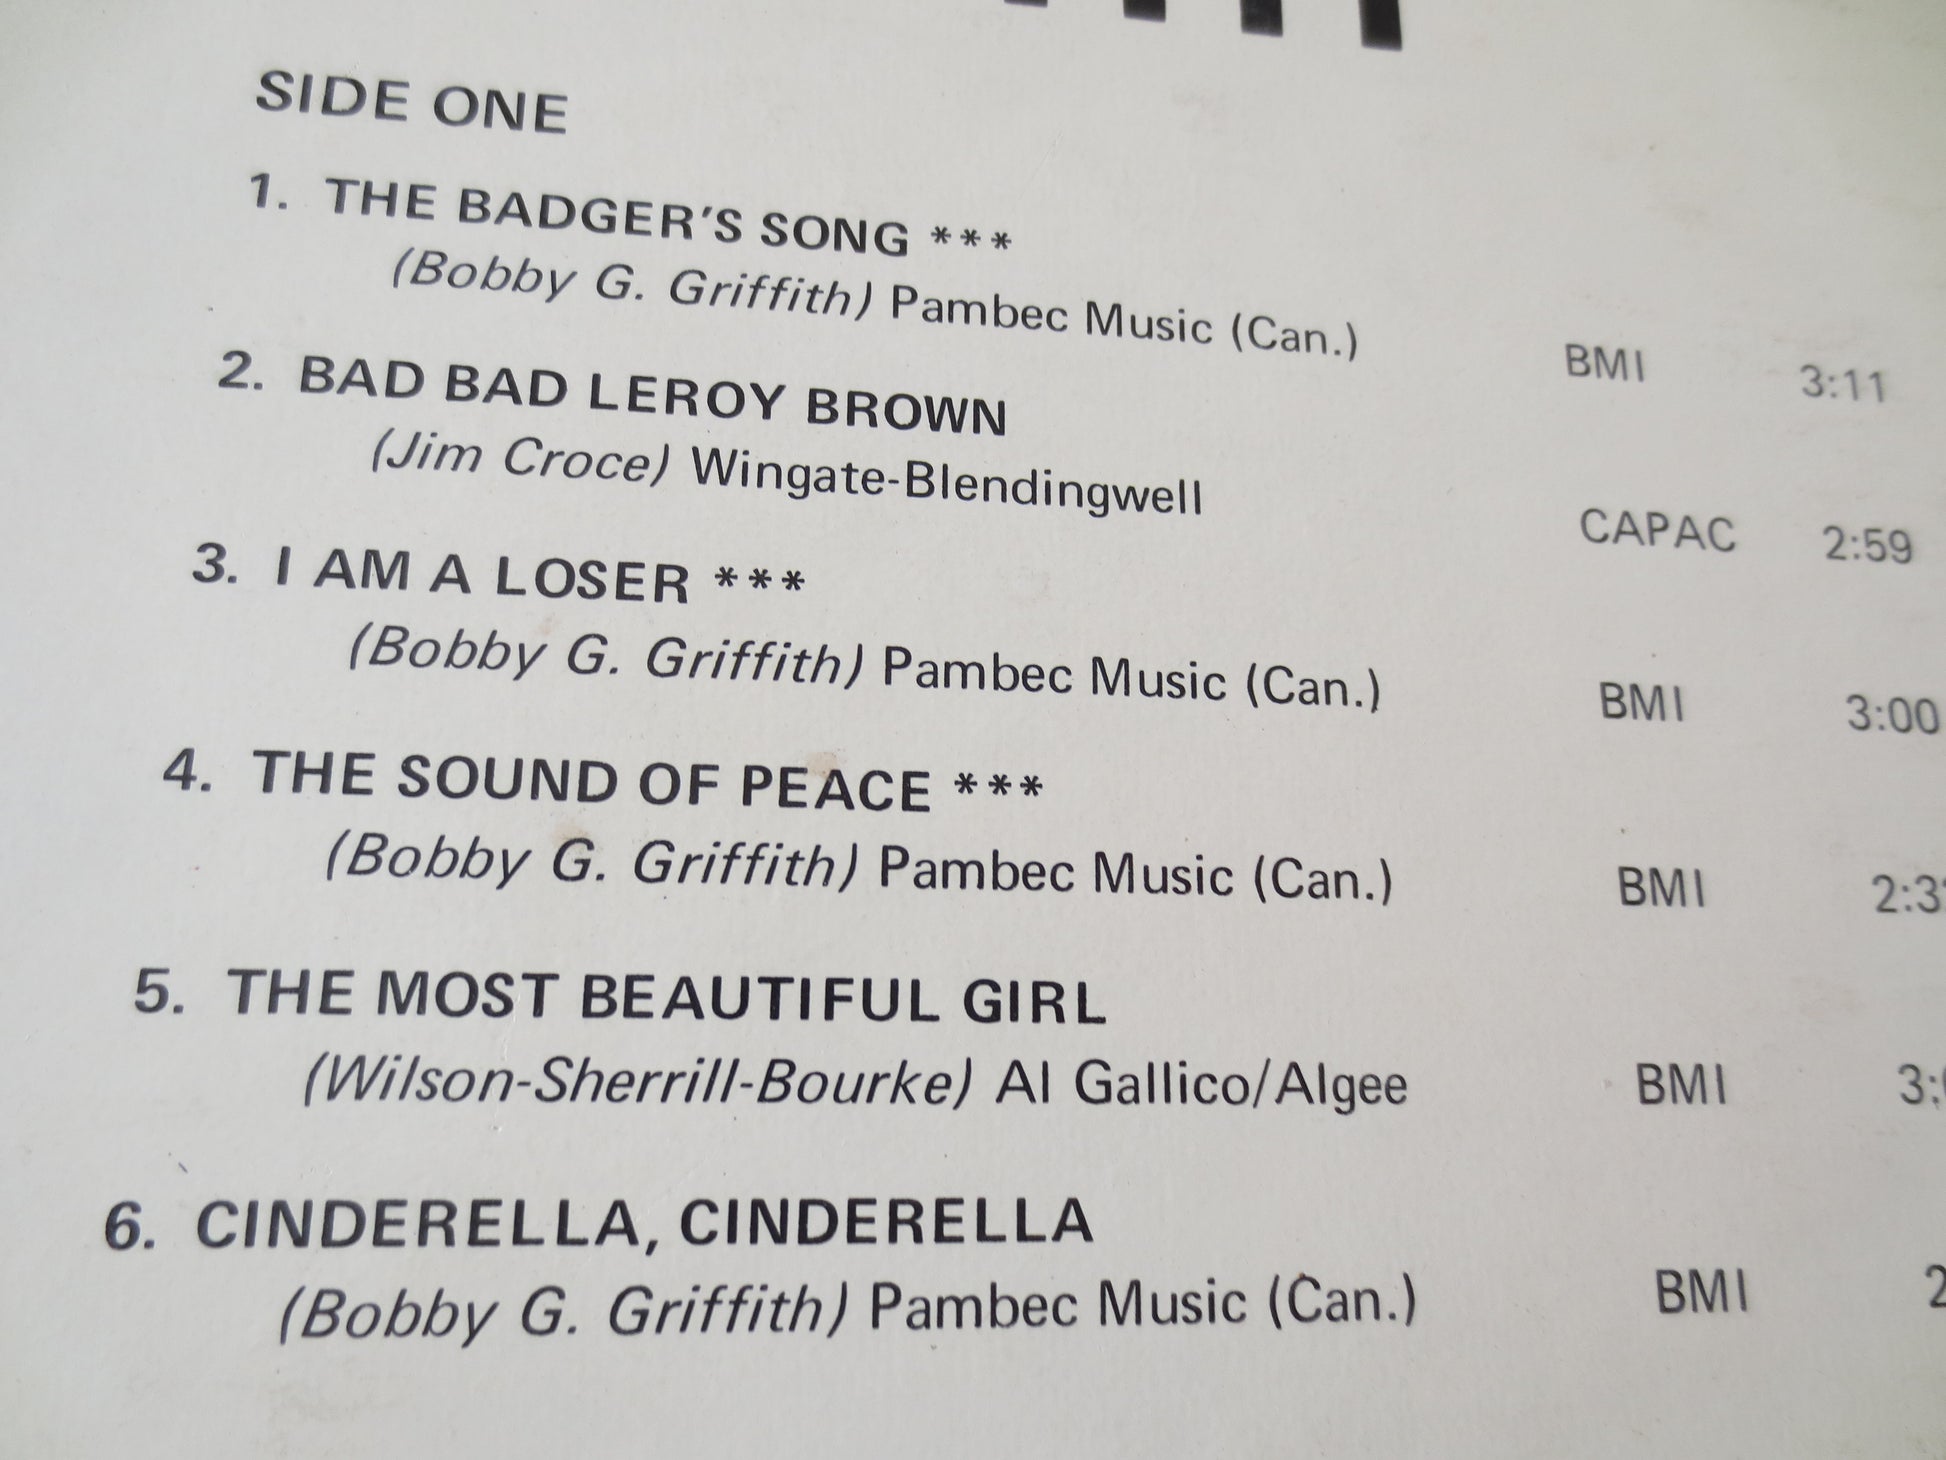 SIDE ONE
1. THE BADGER'S SONG ***
(Bobby G. Griffith) Pambec Music (Can.) BMI 3:11
2. BAD BAD LEROY BROWN
(Jim Croce) Wingate-Blendingwell CAPAC 2:59
3. I AM A LOSER ***
(Bobby G. Griffith) Pambec Music (Can.) BMI 3:00
4. THE SOUND OF PEACE ***
(Bobby G. Griffith) Pambec Music (Can.) BMI
5. THE MOST BEAUTIFUL GIRL
(Wilson-Sherrill-Bourke) Al Gallico/Algee BMI
6. CINDERELLA, CINDERELLA
(Bobby G. Griffith) Pambec Music (Can.) BMI